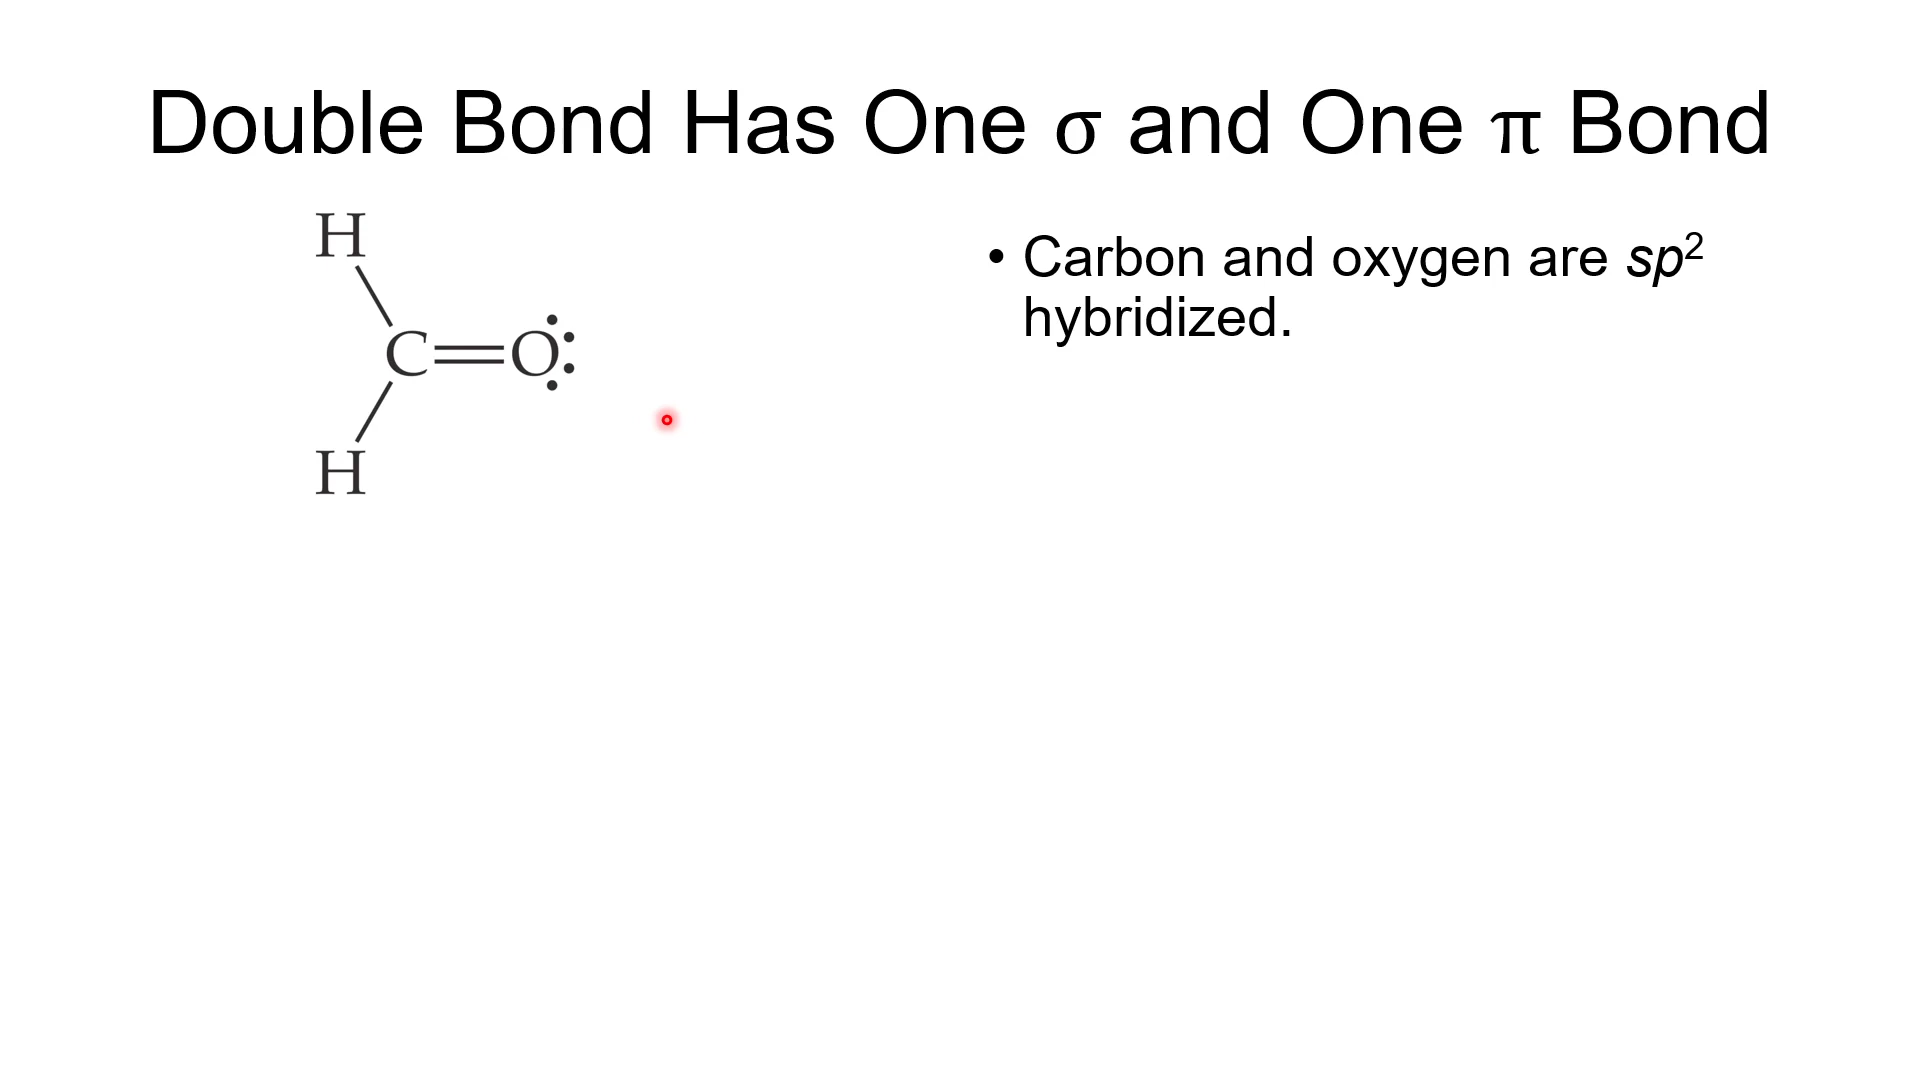 Double Bond Has One σ and One π Bond
H
• Carbon and oxygen are sp²
hybridized.
C=O
H